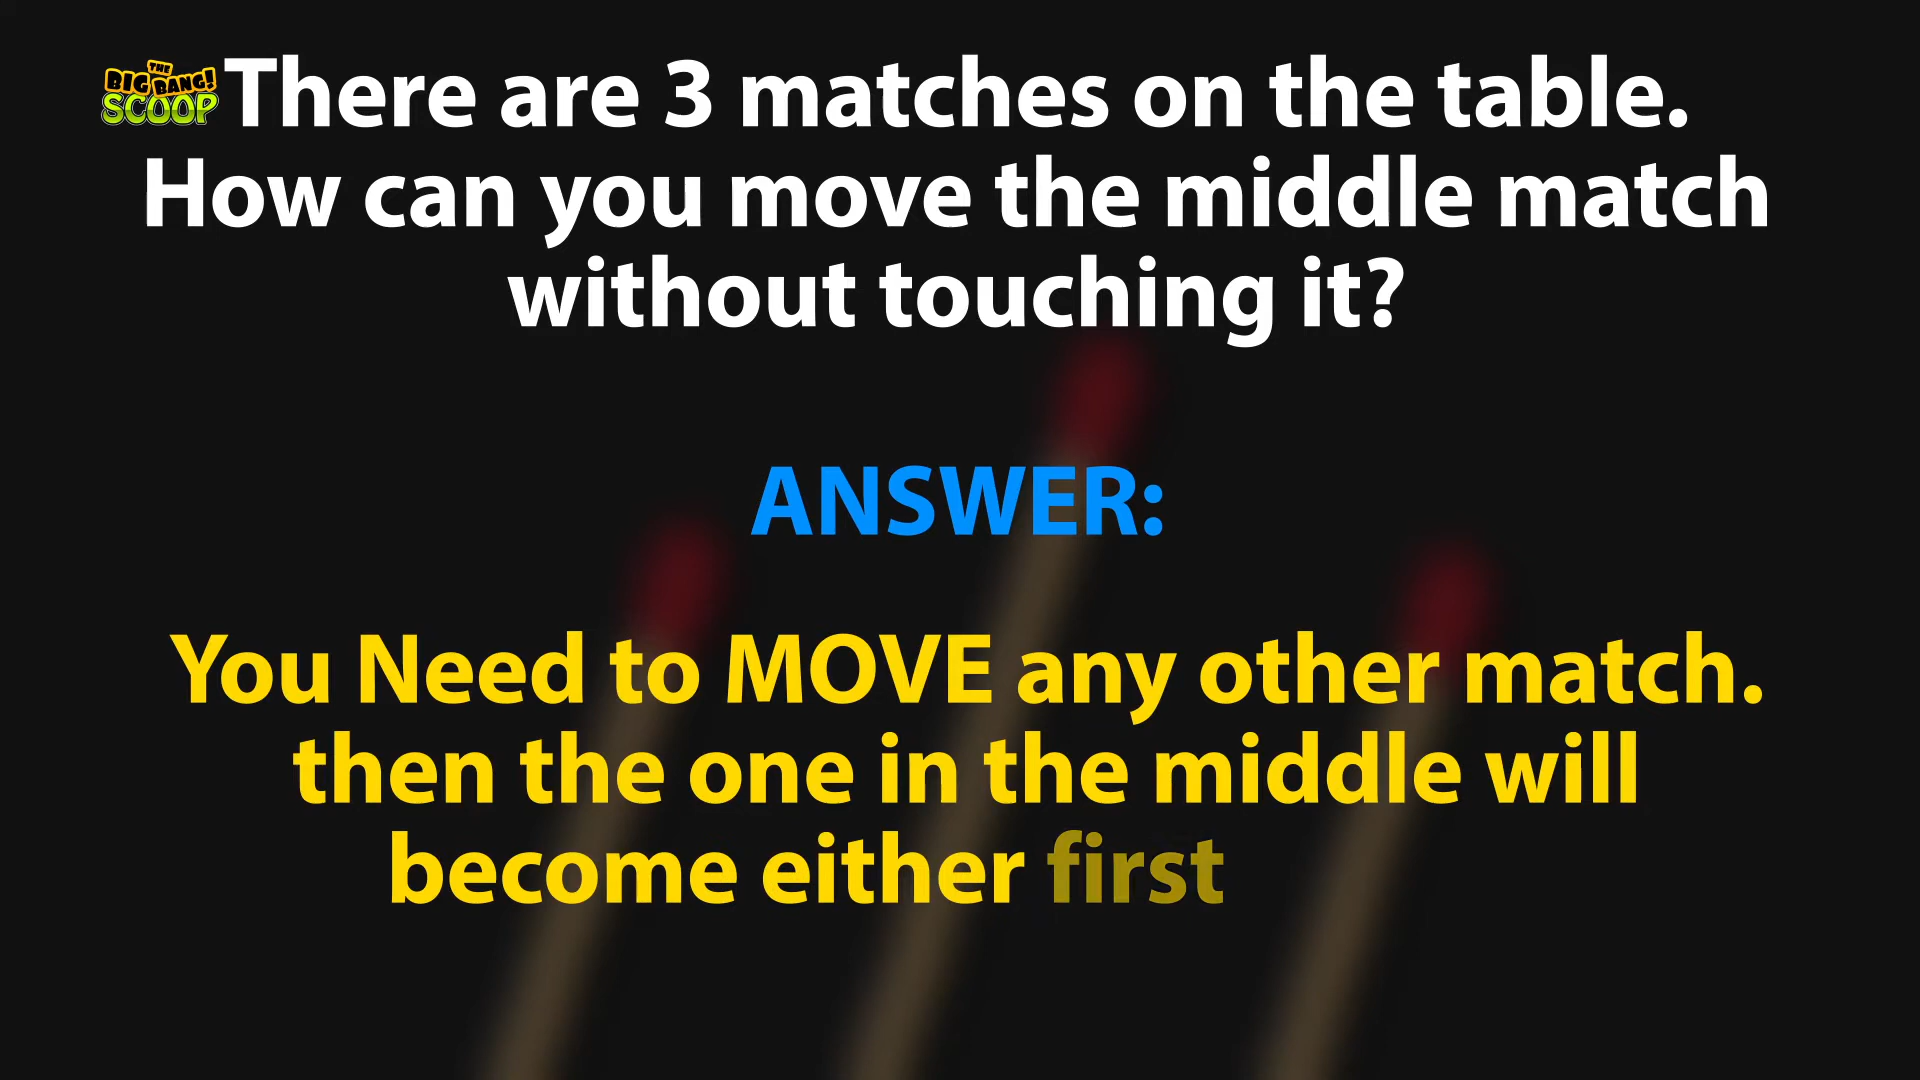 THE
BIG BANG!
SCOOP
There are 3 matches on the table.
How can you move the middle match
without touching it?
ANSWER:
You Need to MOVE any other match.
then the one in the middle will
become either first